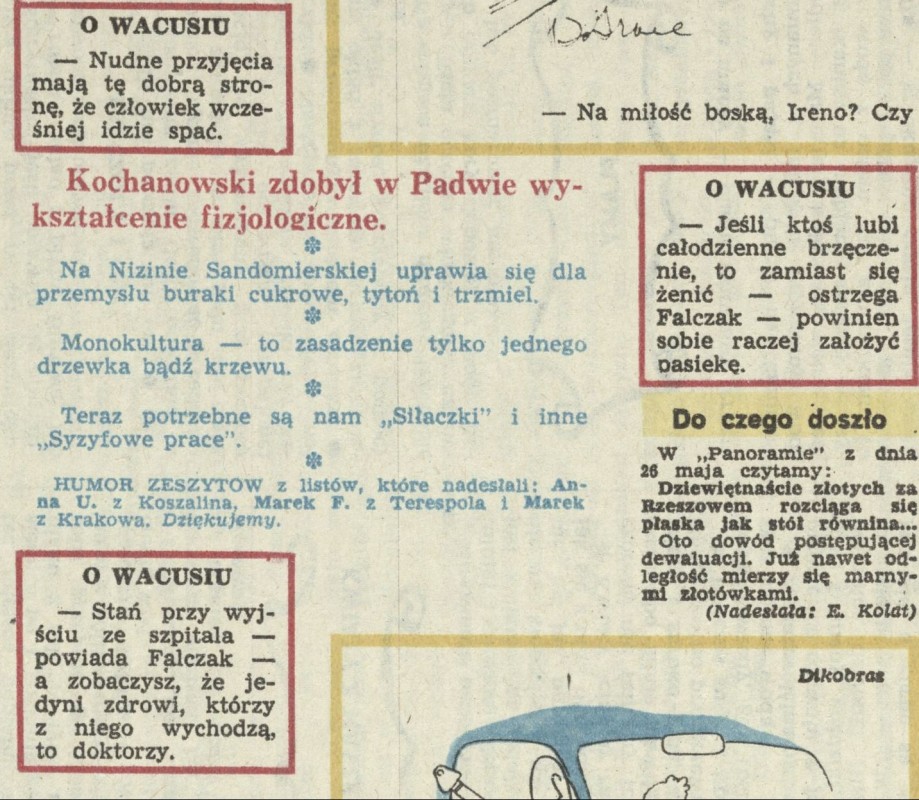 O WACUSIU
— Nudne przyjęcia
mają tę dobrą stro-
nę, że człowiek wcze-
śniej idzie spać.
— Na miłość boską, Ireno? Czy
Kochanowski zdobył w Padwie wy-
kształcenie fizjologiczne.
Na Nizinie Sandomierskiej uprawia się dla
przemysłu buraki cukrowe, tytoń i trzmiel.
Monokultura — to zasadzenie tylko jednego
drzewka bądź krzewu.
Teraz potrzebne są nam „Siłaczki" i inne
„Syzyfowe prace".
HUMOR ZESZYTÓW z listów, które nadesłali: An-
na U. z Koszalina, Marek F. z Terespola i Marek
z Krakowa. Dziękujemy.
O WACUSIU
— Stań przy wyj-
ściu ze szpitala —
powiada Falczak —
a zobaczysz, że je-
dyni zdrowi, którzy
z niego wychodzą,
to doktorzy.
O WACUSIU
— Jeśli ktoś lubi
całodzienne brzęcze-
nie, to zamiast się
żenić — ostrzega
Falczak — powinien
sobie raczej założyć
pasiekę.
Do czego doszło
W „Panoramie" z dnia
26 maja czytamy:
Dziewiętnaście złotych za
Rzeszowem rozciąga się
płaska jak stół równina...
Oto dowód postępującej
dewaluacji. Już nawet od-
ległość mierzy się marny-
mi złotówkami.
(Nadesłała: E. Kolat)
Dikobras